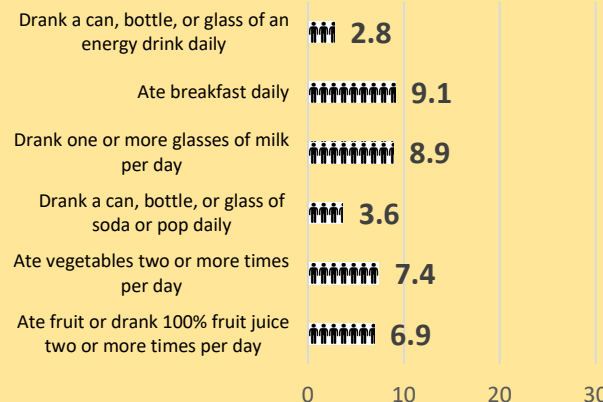 Drank a can, bottle, or glass of an
energy drink daily
2.8
Ate breakfast daily
9.1
Drank one or more glasses of milk
per day
8.9
Drank a can, bottle, or glass of
soda or pop daily
3.6
Ate vegetables two or more times
per day
7.4
Ate fruit or drank 100% fruit juice
two or more times per day
6.9
0 10 20 30